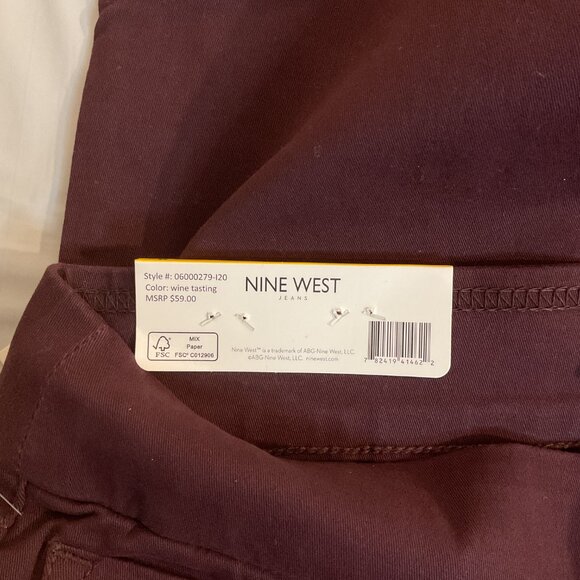 Style #: 06000279-I20
Color: wine tasting
MSRP $59.00
NINE WEST
JEANS
FSC
MIX
Paper
FSC® C012906
Nine West™ is a trademark of ABG-Nine West, LLC.
©ABG-Nine West, LLC. ninewest.com
7 82419 41462 2